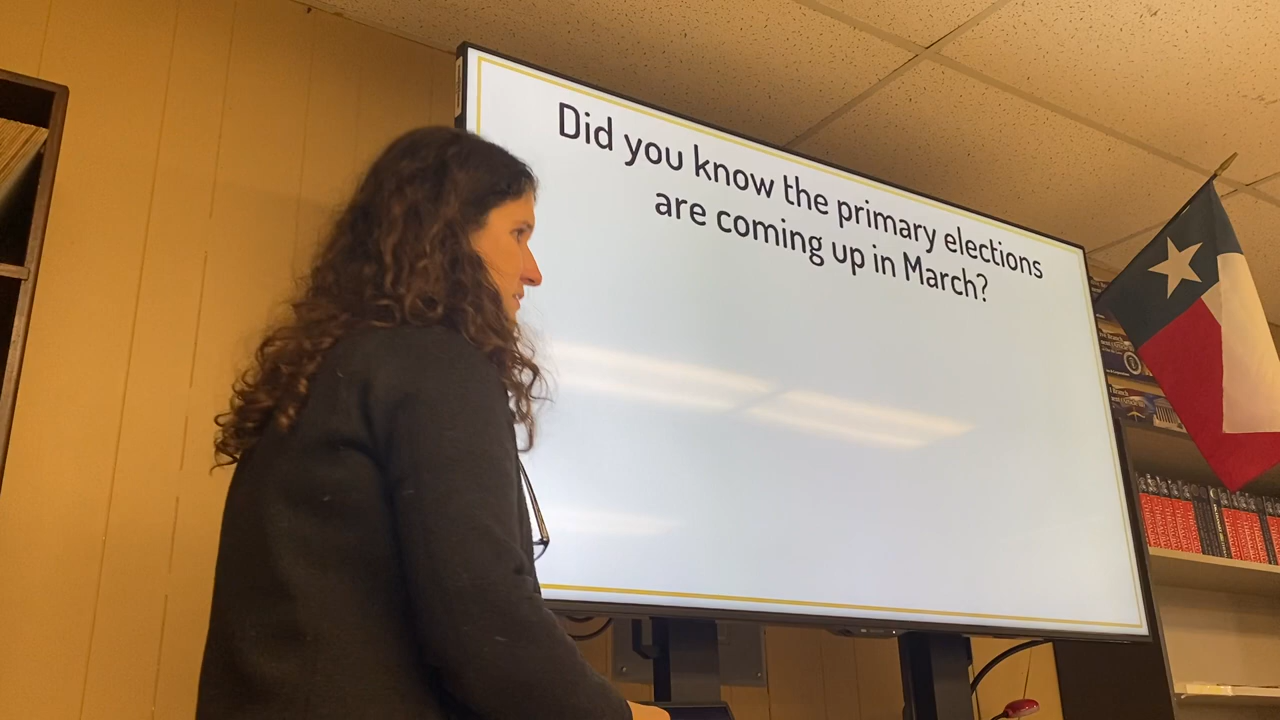 Did you know the primary elections
are coming up in March?